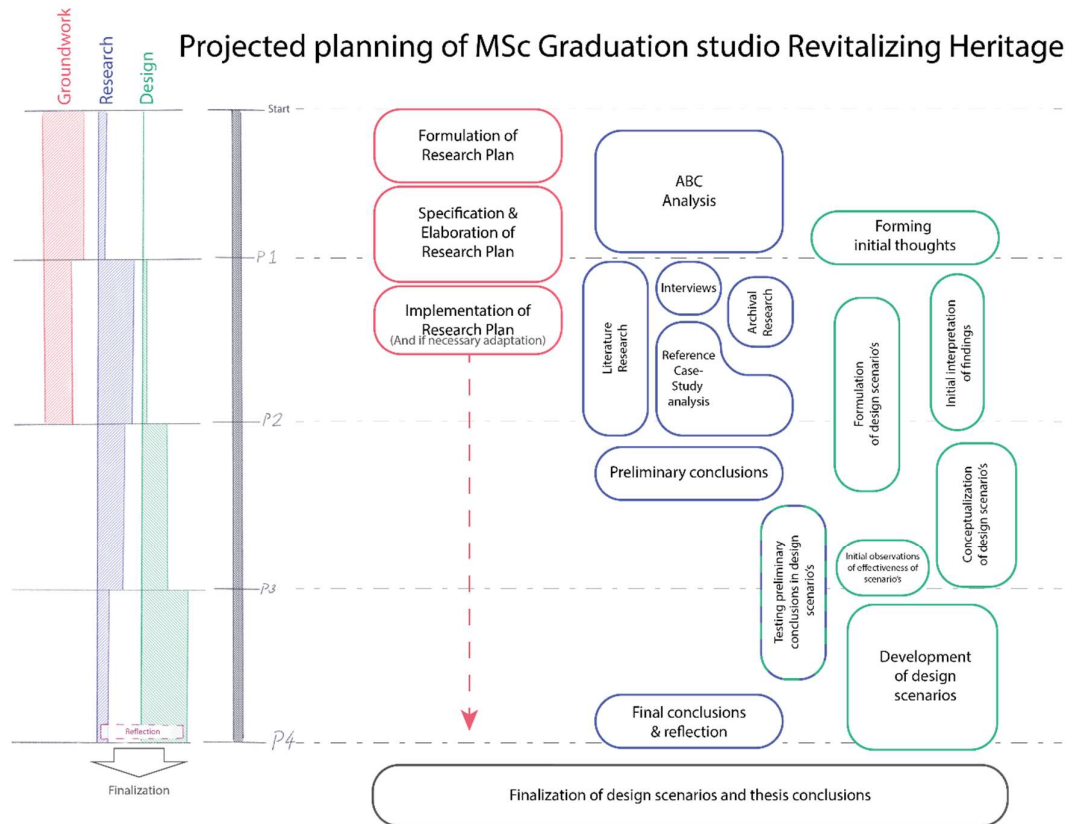 Projected planning of MSc Graduation studio Revitalizing Heritage
Groundwork
Research
Design
Start
Formulation of
Research Plan
ABC
Analysis
Specification &
Elaboration of
Research Plan
Forming
initial thoughts
P1
Implementation of
Research Plan
(And if necessary adaptation)
Literature
Research
Interviews
Archival
Research
Reference
Case-
Study
analysis
Formulation
of design scenario's
Initial interpretation
of findings
P2
Preliminary conclusions
Conceptualization
of design scenario's
Testing preliminary
conclusions in design
scenario's
Initial observations
of effectiveness of
scenario's
P3
Development
of design
scenarios
Final conclusions
& reflection
Reflection
P4
Finalization
Finalization of design scenarios and thesis conclusions